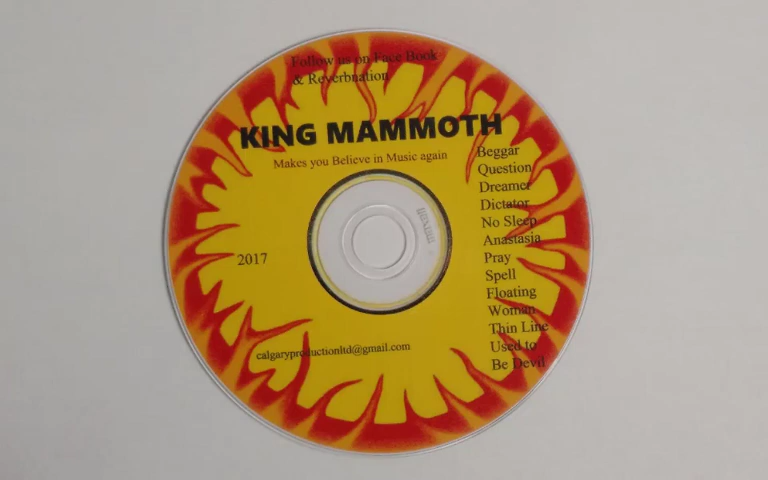 Follow us on Face Book
& Reverbnation
KING MAMMOTH
Makes you Believe in Music again
Beggar
Question
Dreamer
Dictator
No Sleep
Anastasia
Pray
Spell
Floating
Woman
Thin Line
Used to
Be Devil
2017
calgaryproductionltd@gmail.com